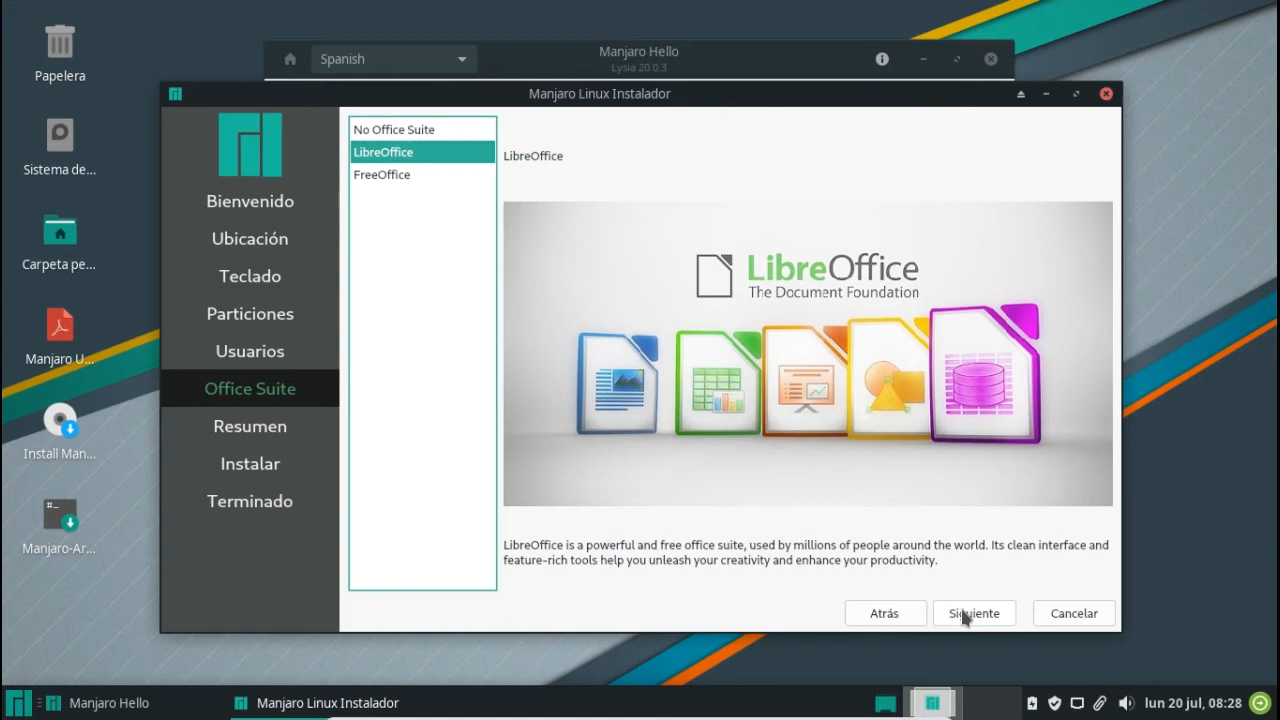 Papelera
Sistema de...
Carpeta pe...
Manjaro U...
Install Man...
#_
Manjaro-Ar...
Spanish
Manjaro Hello
Lysia 20.0.3
Manjaro Linux Instalador
Bienvenido
Ubicación
Teclado
Particiones
Usuarios
Office Suite
Resumen
Instalar
Terminado
No Office Suite
LibreOffice
FreeOffice
LibreOffice
LibreOffice
The Document Foundation
LibreOffice is a powerful and free office suite, used by millions of people around the world. Its clean interface and
feature-rich tools help you unleash your creativity and enhance your productivity.
Atrás
Siguiente
Cancelar
Manjaro Hello
Manjaro Linux Instalador
lun 20 jul, 08:28